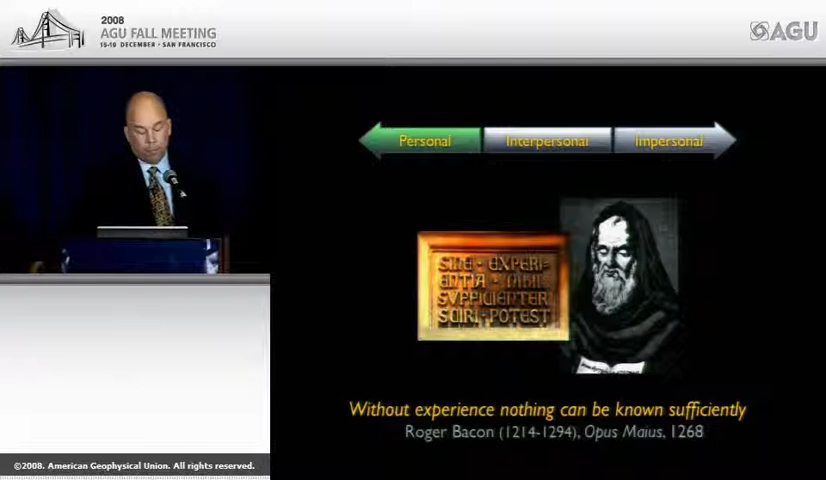 2008
AGU FALL MEETING
15-19 DECEMBER • SAN FRANCISCO
AGU
Personal
Interpersonal
Impersonal
SINE • EXPERI-
ENTIA • NIHIL
SVFFICIENTER
SCIRI • POTEST
Without experience nothing can be known sufficiently
Roger Bacon (1214-1294), Opus Maius, 1268
©2008. American Geophysical Union. All rights reserved.